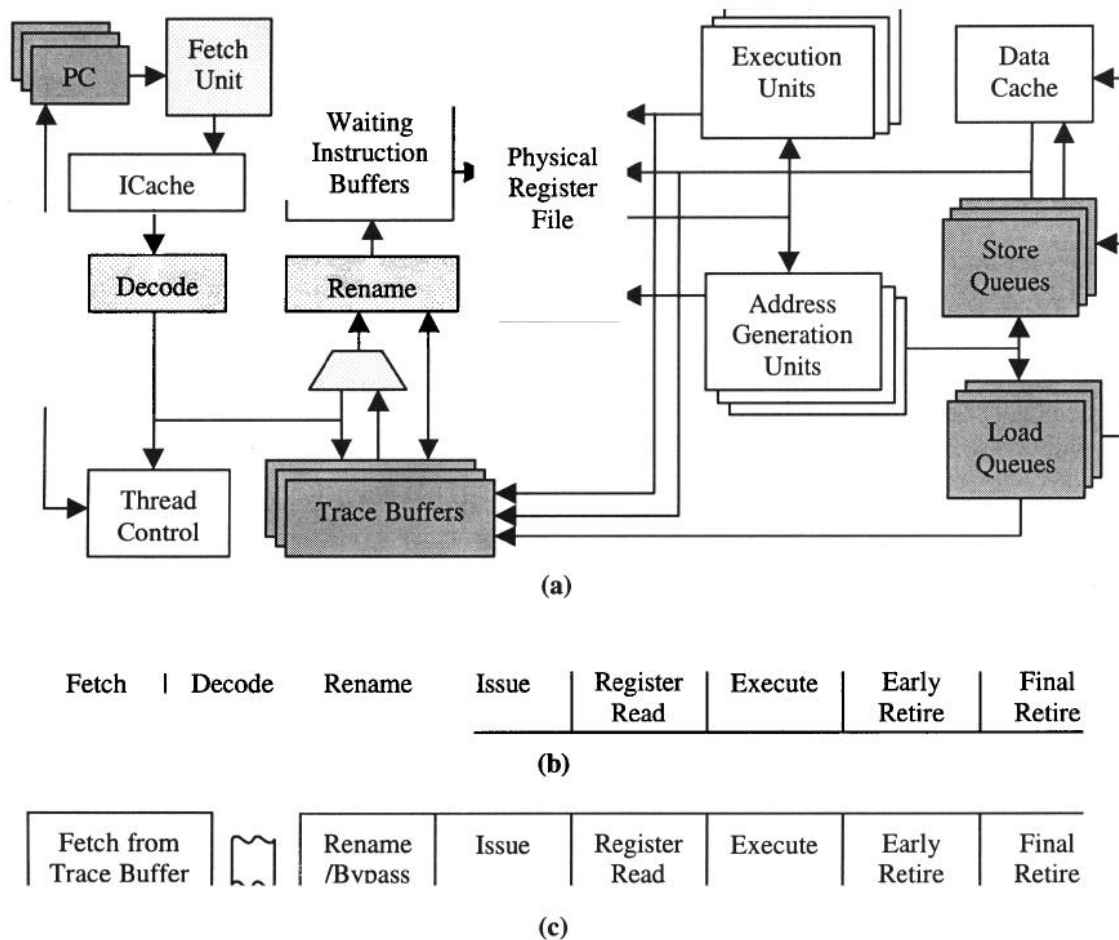 PC
Fetch
Unit
ICache
Decode
Thread
Control
Waiting
Instruction
Buffers
Rename
Trace Buffers
Physical
Register
File
Execution
Units
Address
Generation
Units
Data
Cache
Store
Queues
Load
Queues
(a)
Fetch | Decode Rename Issue Register Execute Early Final
Read Retire Retire
(b)
Fetch from Rename Issue Register Execute Early Final
Trace Buffer /Bypass Read Retire Retire
(c)